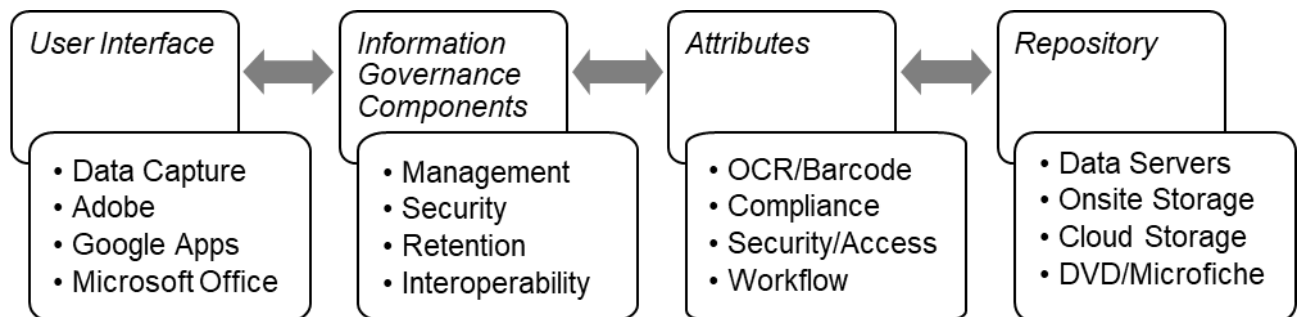 User Interface
• Data Capture
• Adobe
• Google Apps
• Microsoft Office
Information
Governance
Components
• Management
• Security
• Retention
• Interoperability
Attributes
• OCR/Barcode
• Compliance
• Security/Access
• Workflow
Repository
• Data Servers
• Onsite Storage
• Cloud Storage
• DVD/Microfiche